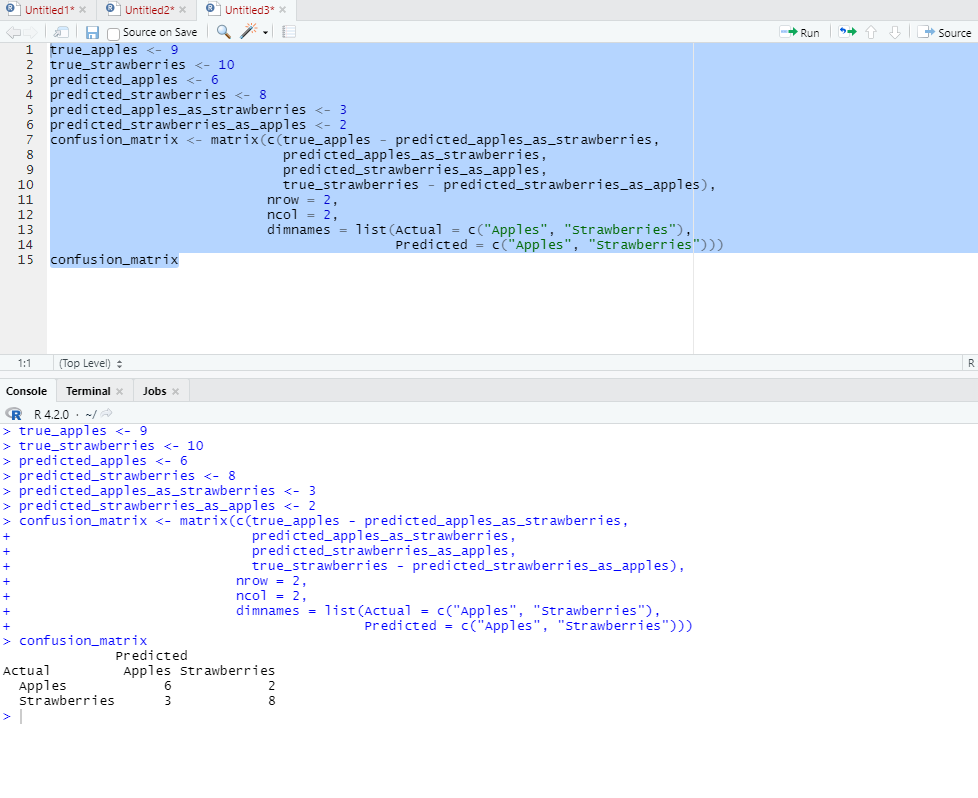 Untitled1* × Untitled2* × Untitled3* ×
Source on Save Run Source
1 true_apples <- 9
2 true_strawberries <- 10
3 predicted_apples <- 6
4 predicted_strawberries <- 8
5 predicted_apples_as_strawberries <- 3
6 predicted_strawberries_as_apples <- 2
7 confusion_matrix <- matrix(c(true_apples - predicted_apples_as_strawberries,
8                              predicted_apples_as_strawberries,
9                              predicted_strawberries_as_apples,
10                             true_strawberries - predicted_strawberries_as_apples),
11                           nrow = 2,
12                           ncol = 2,
13                           dimnames = list(Actual = c("Apples", "Strawberries"),
14                                           Predicted = c("Apples", "Strawberries")))
15 confusion_matrix
1:1 (Top Level) R
Console Terminal × Jobs ×
R R 4.2.0 · ~/
> true_apples <- 9
> true_strawberries <- 10
> predicted_apples <- 6
> predicted_strawberries <- 8
> predicted_apples_as_strawberries <- 3
> predicted_strawberries_as_apples <- 2
> confusion_matrix <- matrix(c(true_apples - predicted_apples_as_strawberries,
+                              predicted_apples_as_strawberries,
+                              predicted_strawberries_as_apples,
+                              true_strawberries - predicted_strawberries_as_apples),
+                            nrow = 2,
+                            ncol = 2,
+                            dimnames = list(Actual = c("Apples", "Strawberries"),
+                                            Predicted = c("Apples", "Strawberries")))
> confusion_matrix
              Predicted
Actual         Apples Strawberries
  Apples            6            2
  Strawberries      3            8
>